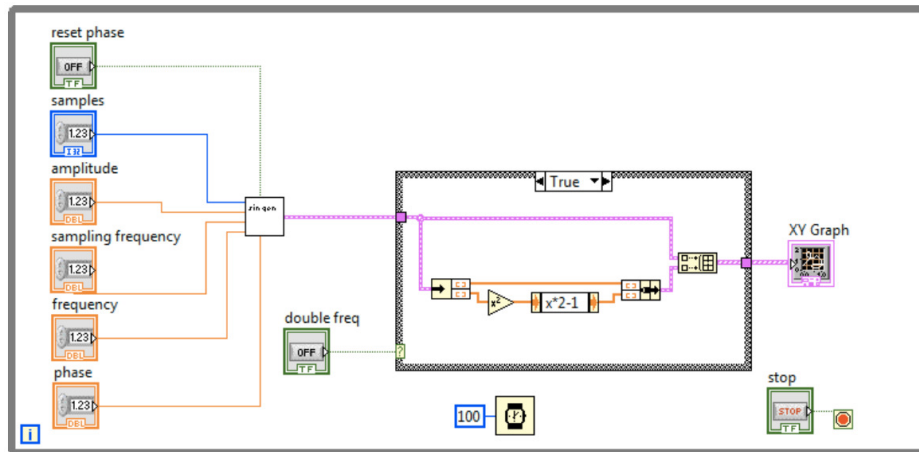 reset phase
OFF
TF
samples
1.23
I32
amplitude
1.23
DBL
sampling frequency
1.23
DBL
frequency
1.23
DBL
phase
1.23
DBL
i
sin gen
double freq
OFF
TF
?
True
x²
x*2-1
XY Graph
100
stop
STOP
TF